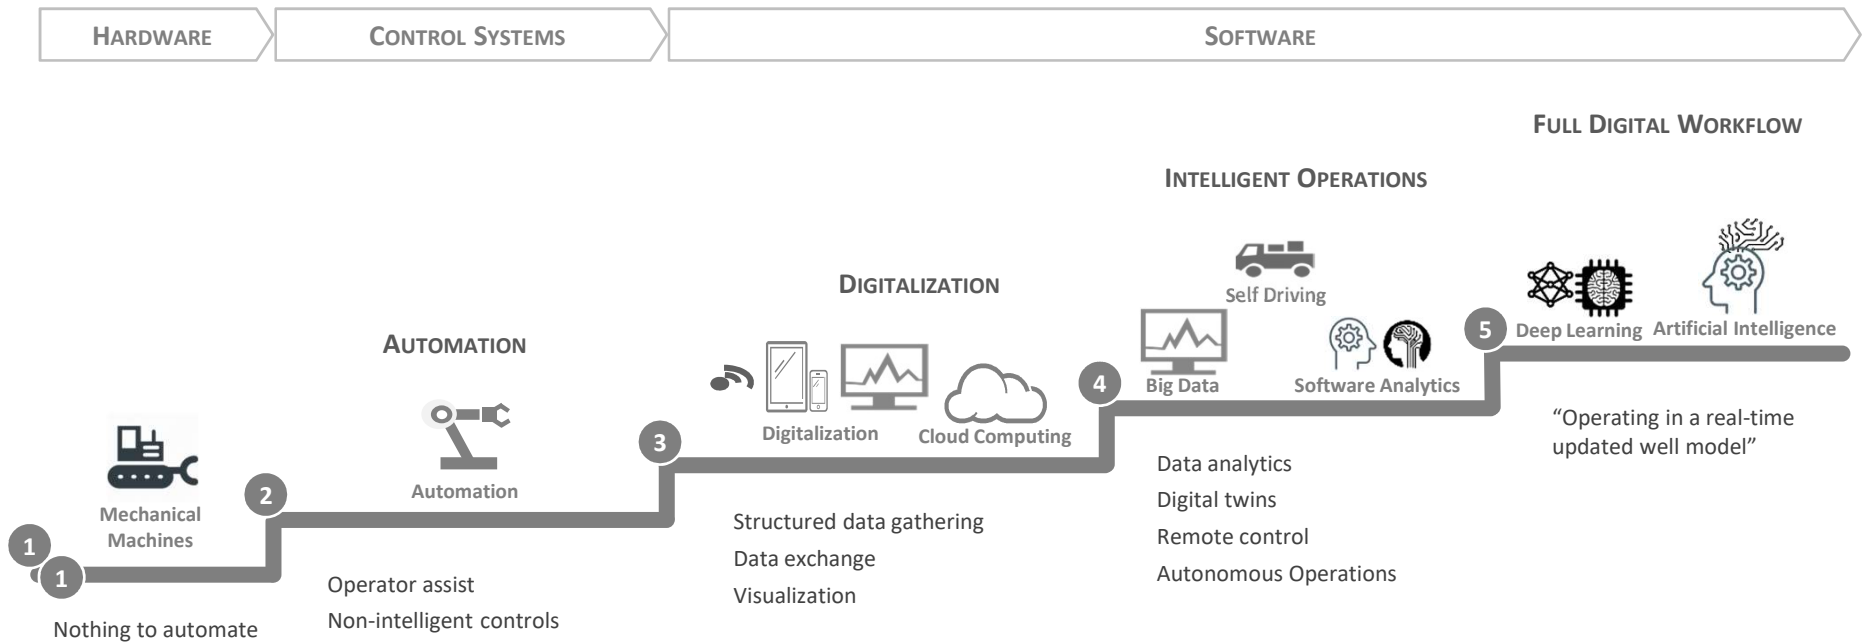 HARDWARE
CONTROL SYSTEMS
SOFTWARE
FULL DIGITAL WORKFLOW
INTELLIGENT OPERATIONS
DIGITALIZATION
AUTOMATION
1
1
Mechanical
Machines
Nothing to automate
2
Automation
Operator assist
Non-intelligent controls
3
Digitalization
Cloud Computing
Structured data gathering
Data exchange
Visualization
4
Self Driving
Big Data
Software Analytics
Data analytics
Digital twins
Remote control
Autonomous Operations
5
Deep Learning
Artificial Intelligence
“Operating in a real-time
updated well model”